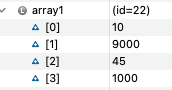 array1 (id=22)
[0] 10
[1] 9000
[2] 45
[3] 1000